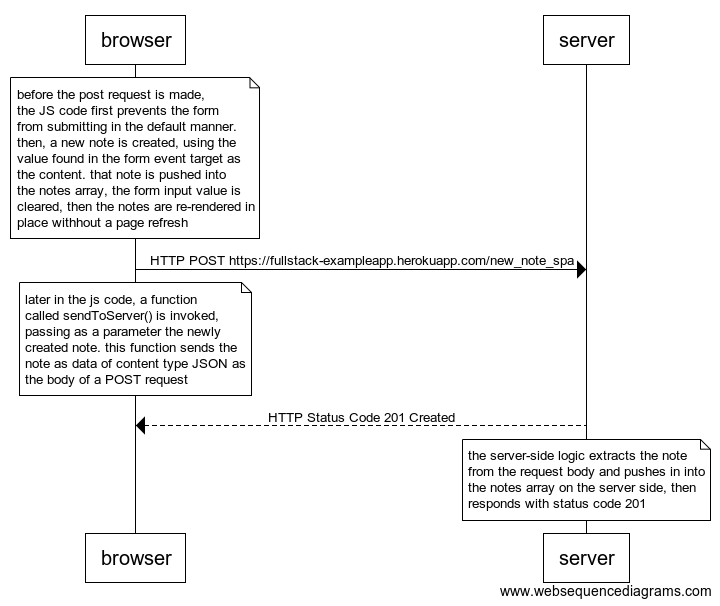 browser
server
before the post request is made,
the JS code first prevents the form
from submitting in the default manner.
then, a new note is created, using the
value found in the form event target as
the content. that note is pushed into
the notes array, the form input value is
cleared, then the notes are re-rendered in
place withhout a page refresh
HTTP POST https://fullstack-exampleapp.herokuapp.com/new_note_spa
later in the js code, a function
called sendToServer() is invoked,
passing as a parameter the newly
created note. this function sends the
note as data of content type JSON as
the body of a POST request
HTTP Status Code 201 Created
the server-side logic extracts the note
from the request body and pushes in into
the notes array on the server side, then
responds with status code 201
browser
server
www.websequencediagrams.com